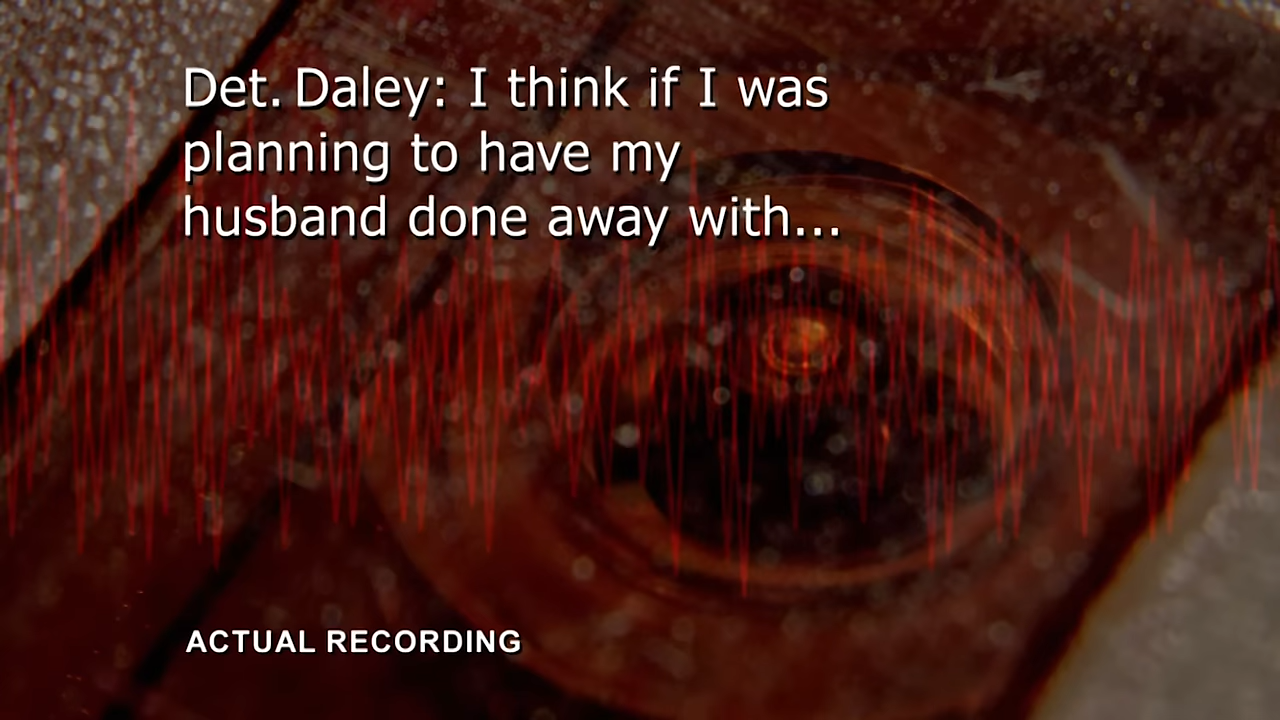 Det. Daley: I think if I was
planning to have my
husband done away with...
ACTUAL RECORDING